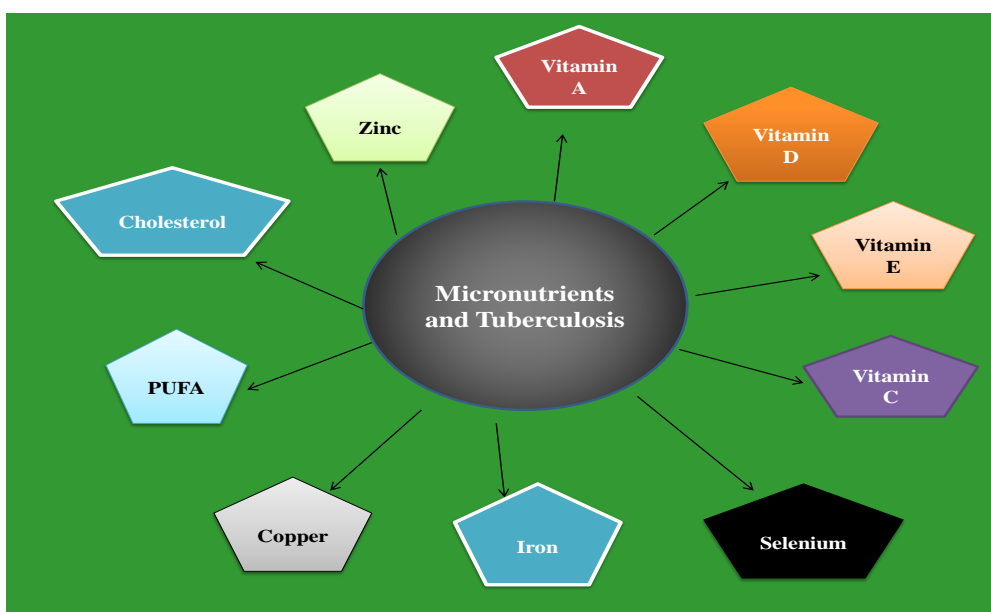 Vitamin
A
Zinc
Vitamin
D
Cholesterol
Vitamin
E
Micronutrients
and Tuberculosis
PUFA
Vitamin
C
Copper
Iron
Selenium